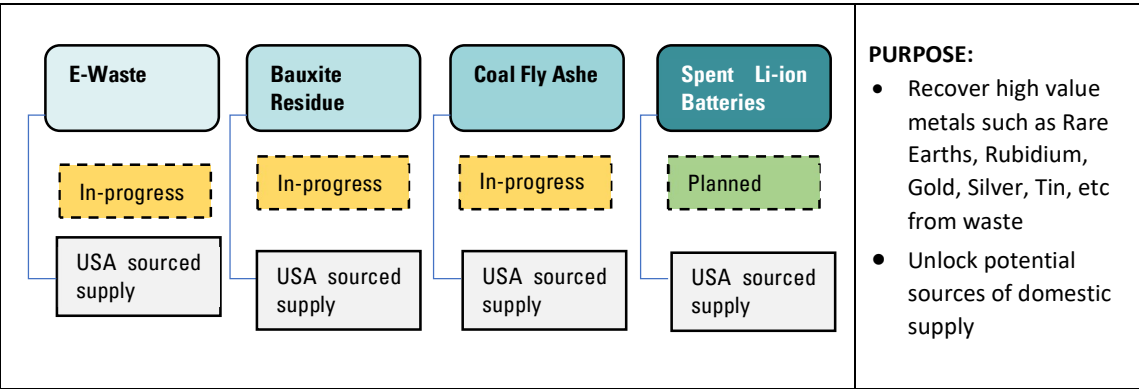 E-Waste
Bauxite
Residue
Coal Fly Ashe
Spent Li-ion
Batteries
In-progress
In-progress
In-progress
Planned
USA sourced
supply
USA sourced
supply
USA sourced
supply
USA sourced
supply
PURPOSE:
• Recover high value
metals such as Rare
Earths, Rubidium,
Gold, Silver, Tin, etc
from waste
• Unlock potential
sources of domestic
supply